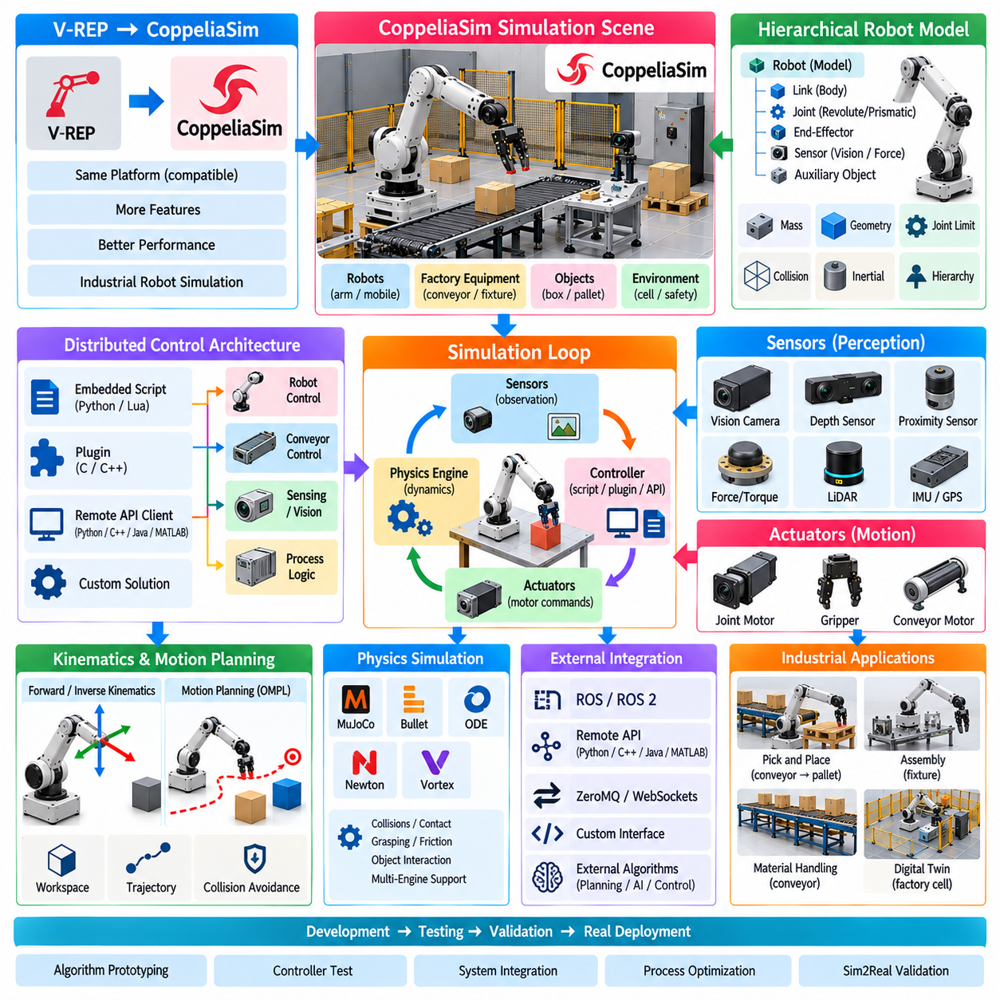 V-REP → CoppeliaSim
V-REP
CoppeliaSim
Same Platform (compatible)
More Features
Better Performance
Industrial Robot Simulation
CoppeliaSim Simulation Scene
CoppeliaSim
Robots
(arm / mobile)
Factory Equipment
(conveyor / fixture)
Objects
(box / pallet)
Environment
(cell / safety)
Hierarchical Robot Model
Robot (Model)
Link (Body)
Joint (Revolute/Prismatic)
End-Effector
Sensor (Vision / Force)
Auxiliary Object
Mass
Geometry
Joint Limit
Collision
Inertial
Hierarchy
Distributed Control Architecture
Embedded Script
(Python / Lua)
Plugin
(C / C++)
Remote API Client
(Python / C++ / Java / MATLAB)
Custom Solution
Robot
Control
Conveyor
Control
Sensing
/ Vision
Process
Logic
Simulation Loop
Sensors
(observation)
Physics Engine
(dynamics)
Controller
(script / plugin / API)
Actuators
(motor commands)
Sensors (Perception)
Vision Camera
Depth Sensor
Proximity Sensor
Force/Torque
LiDAR
IMU / GPS
Actuators (Motion)
Joint Motor
Gripper
Conveyor Motor
Kinematics & Motion Planning
Forward / Inverse Kinematics
Motion Planning (OMPL)
Workspace
Trajectory
Collision Avoidance
Physics Simulation
MuJoCo
Bullet
ODE
Newton
Vortex
Collisions / Contact
Grasping / Friction
Object Interaction
Multi-Engine Support
External Integration
ROS / ROS 2
Remote API
(Python / C++ / Java / MATLAB)
ZeroMQ / WebSockets
Custom Interface
External Algorithms
(Planning / AI / Control)
Industrial Applications
Pick and Place
(conveyor → pallet)
Assembly
(fixture)
Material Handling
(conveyor)
Digital Twin
(factory cell)
Development → Testing → Validation → Real Deployment
Algorithm Prototyping
Controller Test
System Integration
Process Optimization
Sim2Real Validation